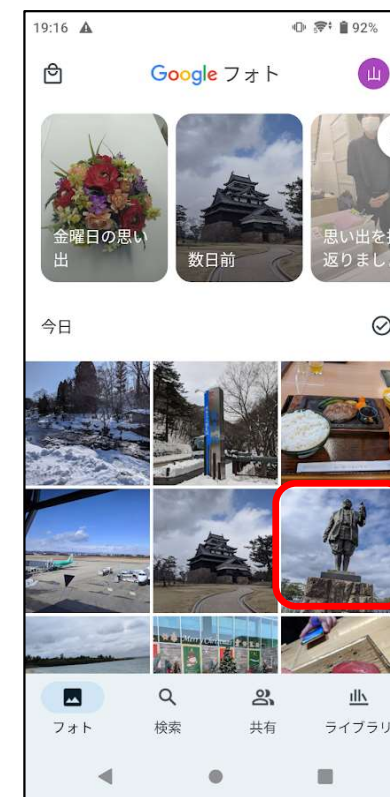 19:16
92%
Google フォト
山
金曜日の思い
出
数日前
思い出を
返りまし
今日
Merry Christmas
フォト
検索
共有
ライブラリ